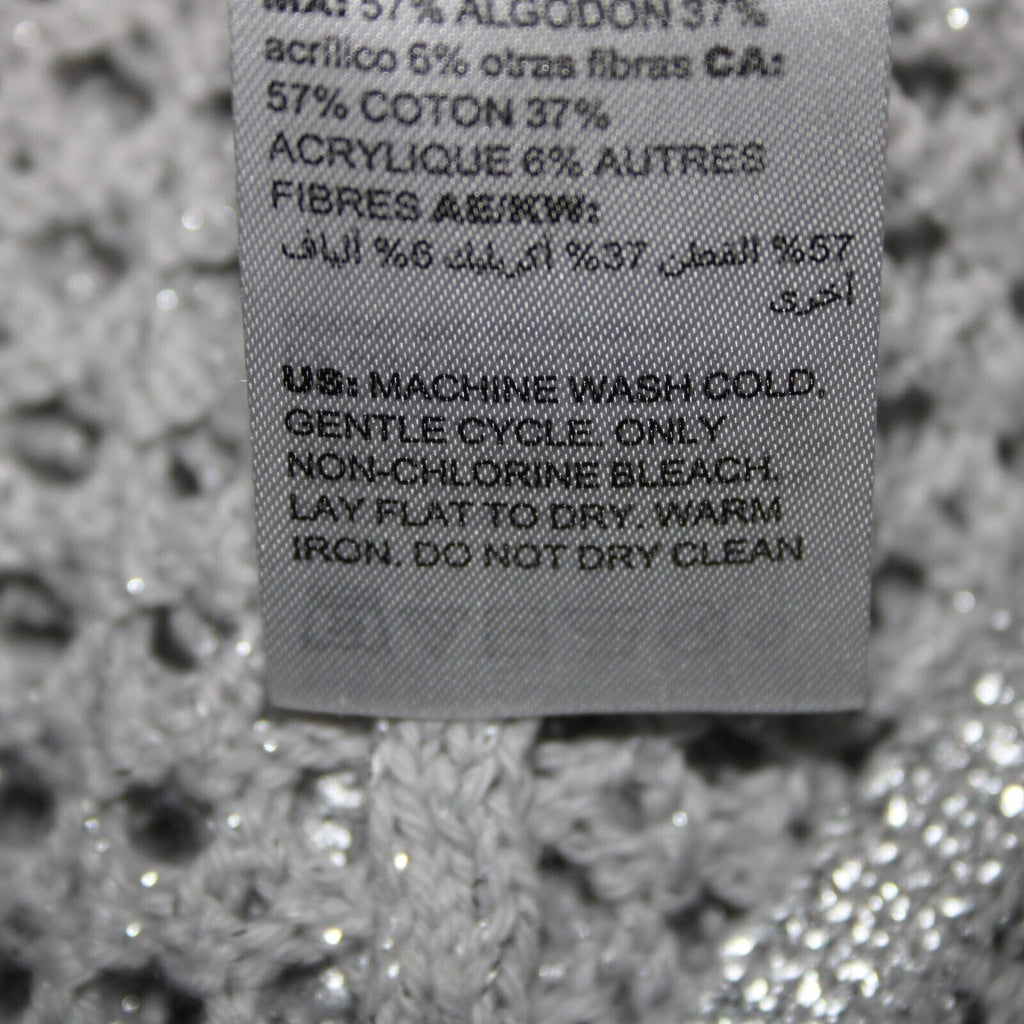 MX: 57% ALGODON 37%
acrilico 6% otras fibras CA:
57% COTON 37%
ACRYLIQUE 6% AUTRES
FIBRES AE/KW:
57% القطن 37% أكريليك 6% ألياف
أخرى
US: MACHINE WASH COLD,
GENTLE CYCLE. ONLY
NON-CHLORINE BLEACH.
LAY FLAT TO DRY. WARM
IRON. DO NOT DRY CLEAN